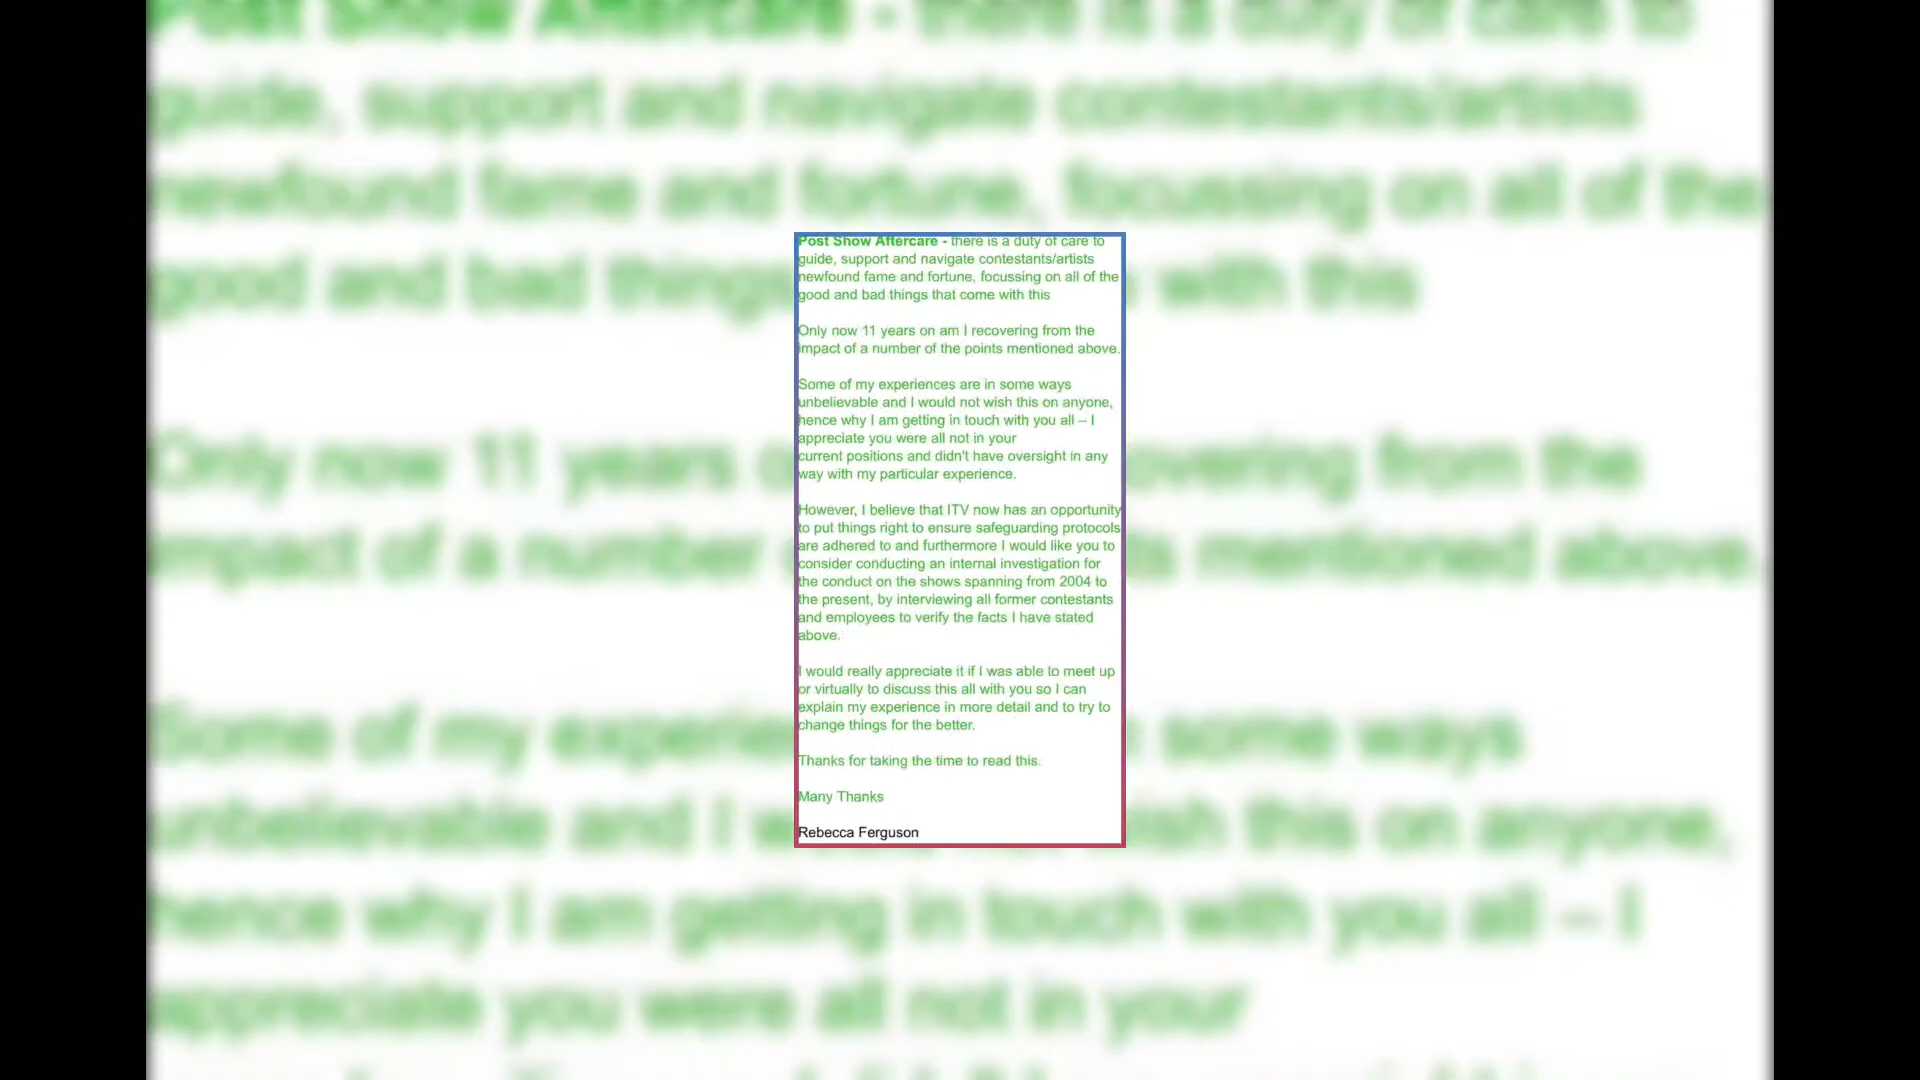 Post Show Aftercare - there is a duty of care to
guide, support and navigate contestants/artists
newfound fame and fortune, focussing on all of the
good and bad things that come with this
Only now 11 years on am I recovering from the
impact of a number of the points mentioned above.
Some of my experiences are in some ways
unbelievable and I would not wish this on anyone,
hence why I am getting in touch with you all – I
appreciate you were all not in your
current positions and didn't have oversight in any
way with my particular experience.
However, I believe that ITV now has an opportunity
to put things right to ensure safeguarding protocols
are adhered to and furthermore I would like you to
consider conducting an internal investigation for
the conduct on the shows spanning from 2004 to
the present, by interviewing all former contestants
and employees to verify the facts I have stated
above.
I would really appreciate it if I was able to meet up
or virtually to discuss this all with you so I can
explain my experience in more detail and to try to
change things for the better.
Thanks for taking the time to read this.
Many Thanks
Rebecca Ferguson